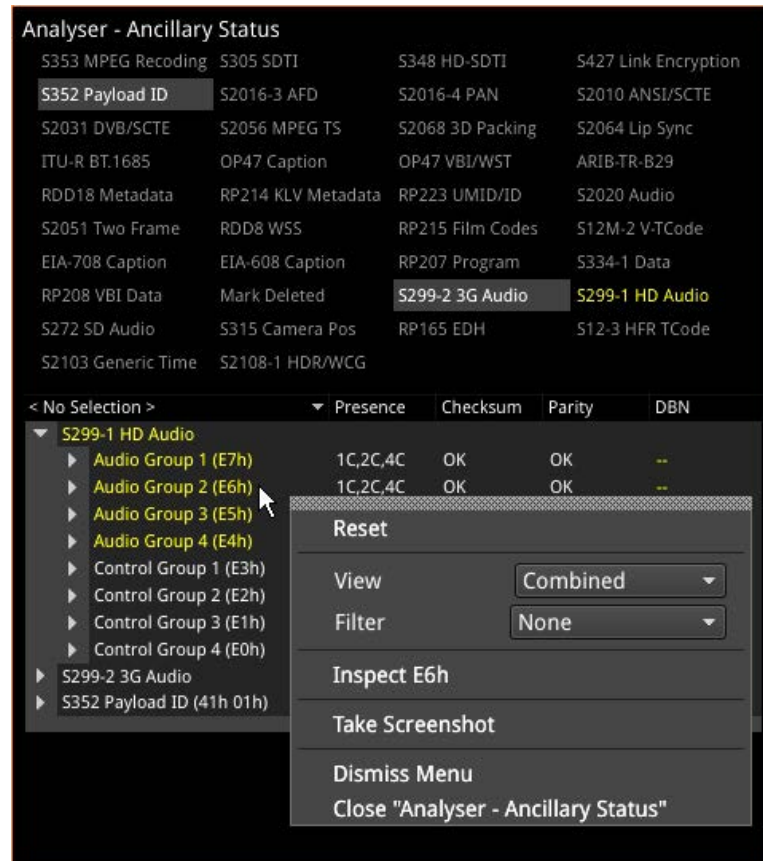 Analyser - Ancillary Status
S353 MPEG Recoding S305 SDTI S348 HD-SDTI S427 Link Encryption
S352 Payload ID S2016-3 AFD S2016-4 PAN S2010 ANSI/SCTE
S2031 DVB/SCTE S2056 MPEG TS S2068 3D Packing S2064 Lip Sync
ITU-R BT.1685 OP47 Caption OP47 VBI/WST ARIB-TR-B29
RDD18 Metadata RP214 KLV Metadata RP223 UMID/ID S2020 Audio
S2051 Two Frame RDD8 WSS RP215 Film Codes S12M-2 V-TCode
EIA-708 Caption EIA-608 Caption RP207 Program S334-1 Data
RP208 VBI Data Mark Deleted S299-2 3G Audio S299-1 HD Audio
S272 SD Audio S315 Camera Pos RP165 EDH S12-3 HFR TCode
S2103 Generic Time S2108-1 HDR/WCG
< No Selection > Presence Checksum Parity DBN
S299-1 HD Audio
Audio Group 1 (E7h) 1C,2C,4C OK OK --
Audio Group 2 (E6h) 1C,2C,4C OK OK --
Audio Group 3 (E5h)
Audio Group 4 (E4h)
Control Group 1 (E3h)
Control Group 2 (E2h)
Control Group 3 (E1h)
Control Group 4 (E0h)
S299-2 3G Audio
S352 Payload ID (41h 01h)
Reset
View Combined
Filter None
Inspect E6h
Take Screenshot
Dismiss Menu
Close "Analyser - Ancillary Status"